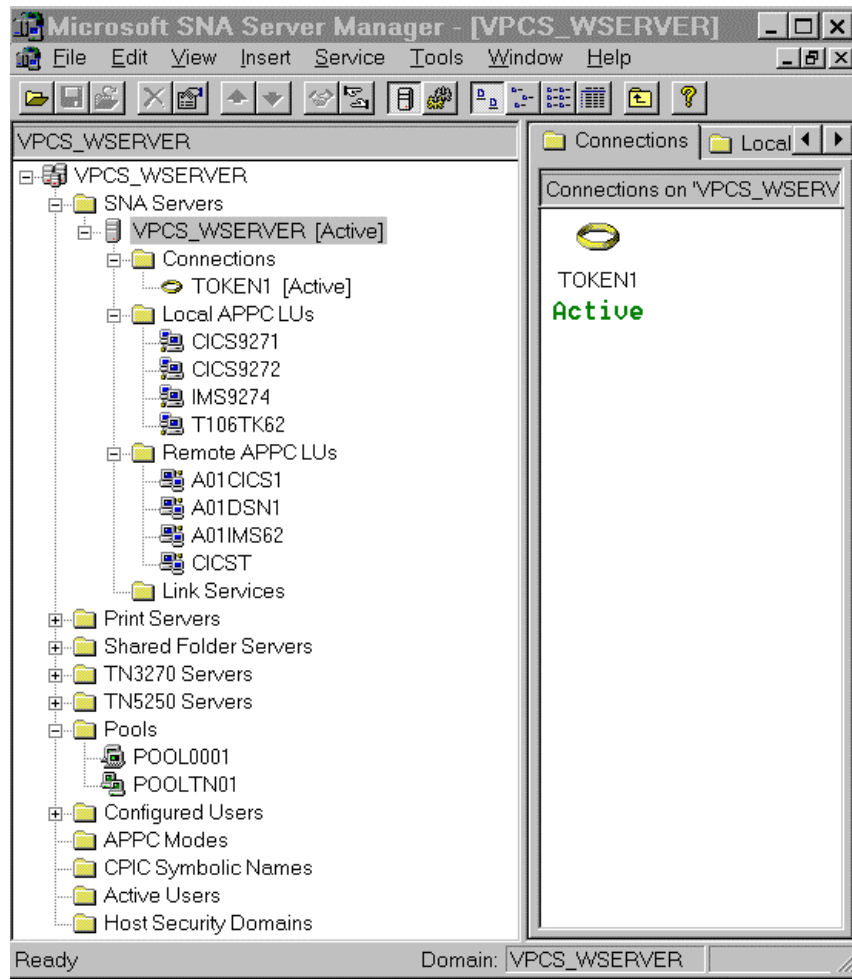 Microsoft SNA Server Manager - [VPCS_WSERVER]
File Edit View Insert Service Tools Window Help
VPCS_WSERVER
VPCS_WSERVER
SNA Servers
VPCS_WSERVER [Active]
Connections
TOKEN1 [Active]
Local APPC LUs
CICS9271
CICS9272
IMS9274
T106TK62
Remote APPC LUs
A01CICS1
A01DSN1
A01IMS62
CICST
Link Services
Print Servers
Shared Folder Servers
TN3270 Servers
TN5250 Servers
Pools
POOL0001
POOLTN01
Configured Users
APPC Modes
CPIC Symbolic Names
Active Users
Host Security Domains
Connections Local
Connections on 'VPCS_WSERV
TOKEN1
Active
Ready Domain: VPCS_WSERVER